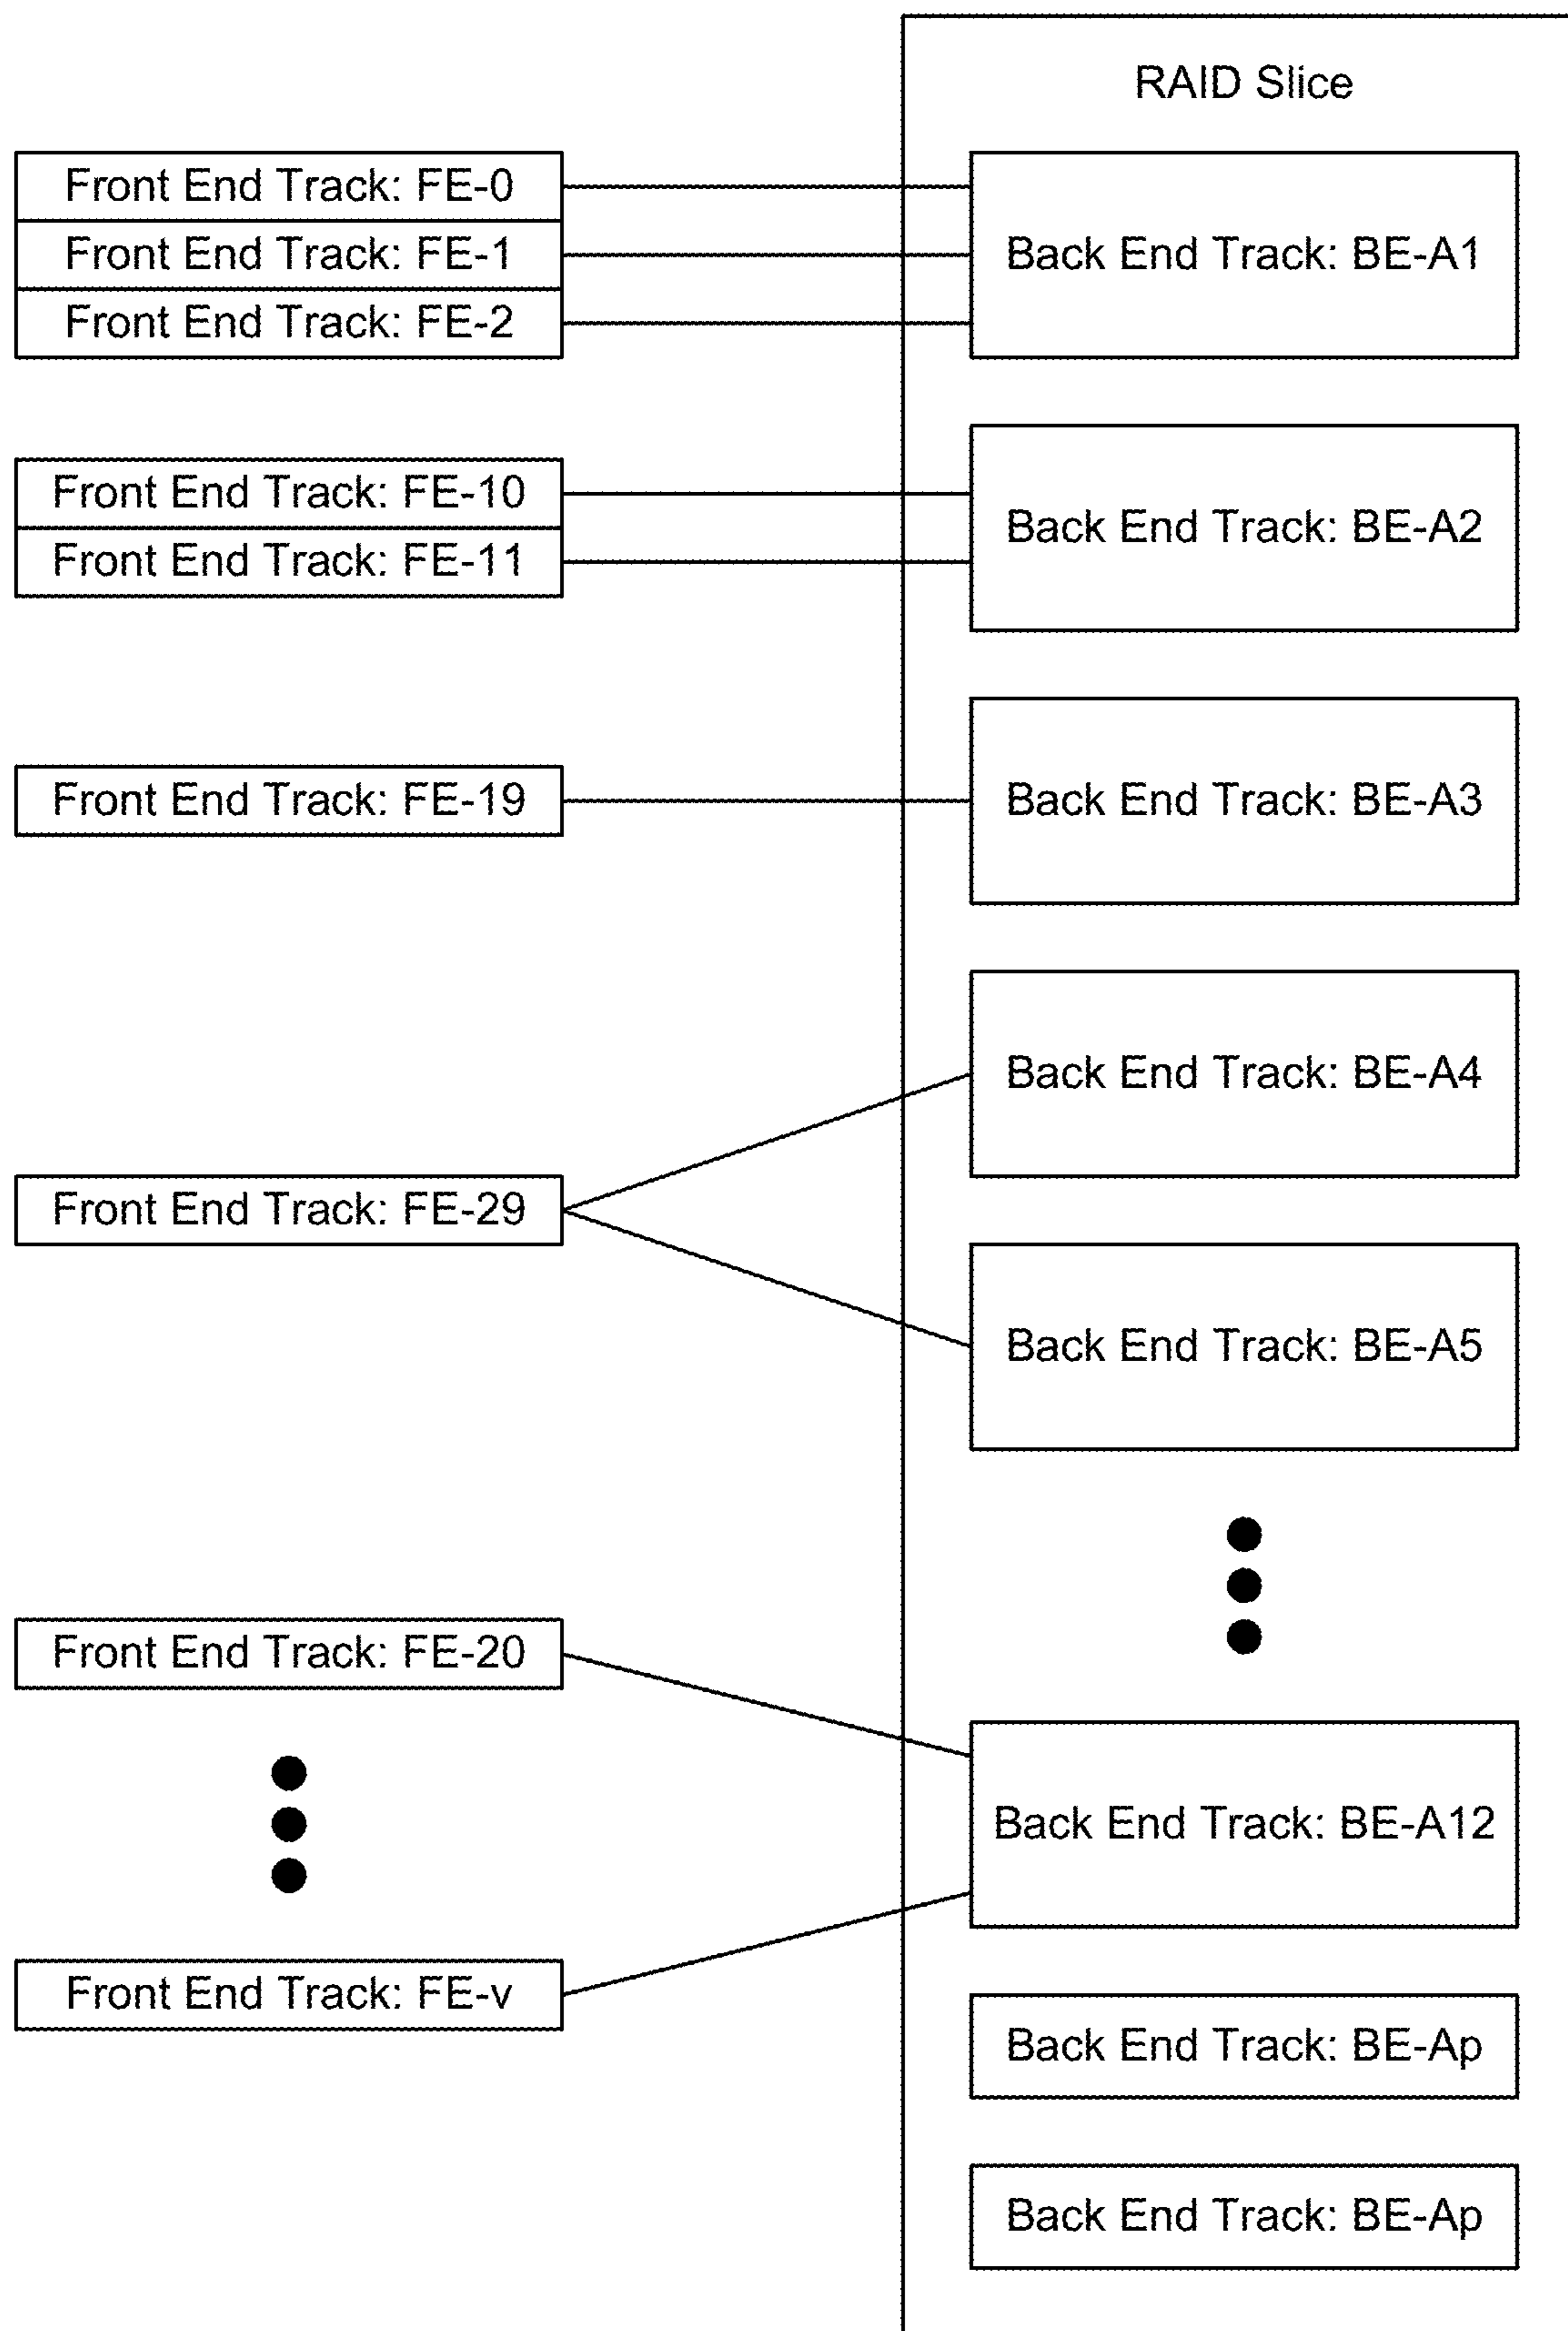 RAID Slice
Front End Track: FE-0
Front End Track: FE-1
Front End Track: FE-2
Back End Track: BE-A1
Front End Track: FE-10
Front End Track: FE-11
Back End Track: BE-A2
Front End Track: FE-19
Back End Track: BE-A3
Back End Track: BE-A4
Front End Track: FE-29
Back End Track: BE-A5
Front End Track: FE-20
Back End Track: BE-A12
Front End Track: FE-v
Back End Track: BE-Ap
Back End Track: BE-Ap